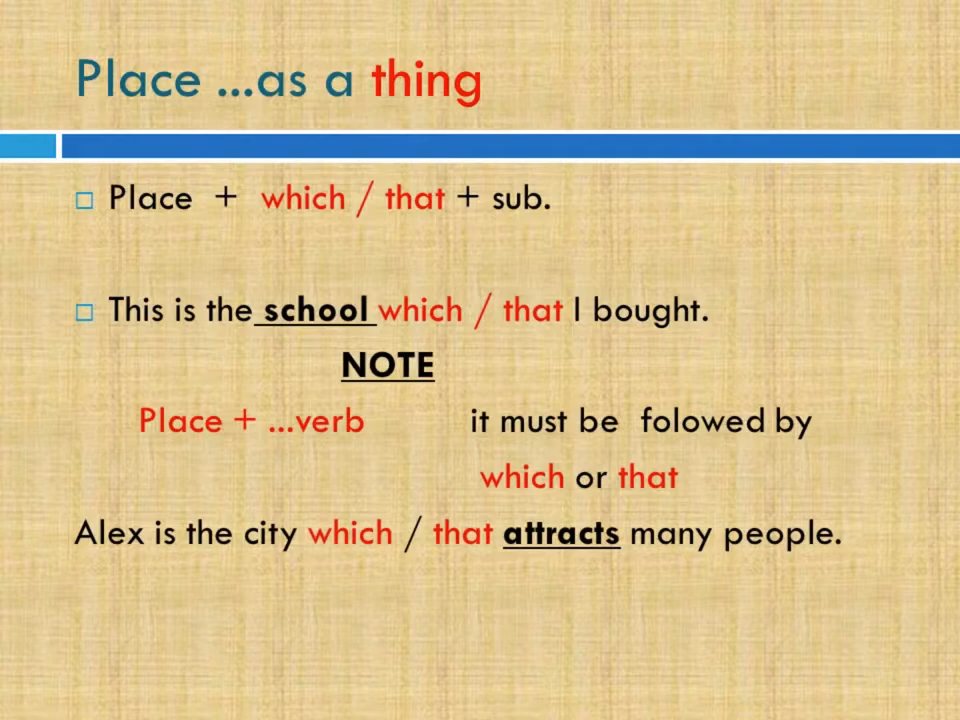 Place ...as a thing
Place + which / that + sub.
This is the school which / that I bought.
NOTE
Place + ...verb it must be folowed by
which or that
Alex is the city which / that attracts many people.